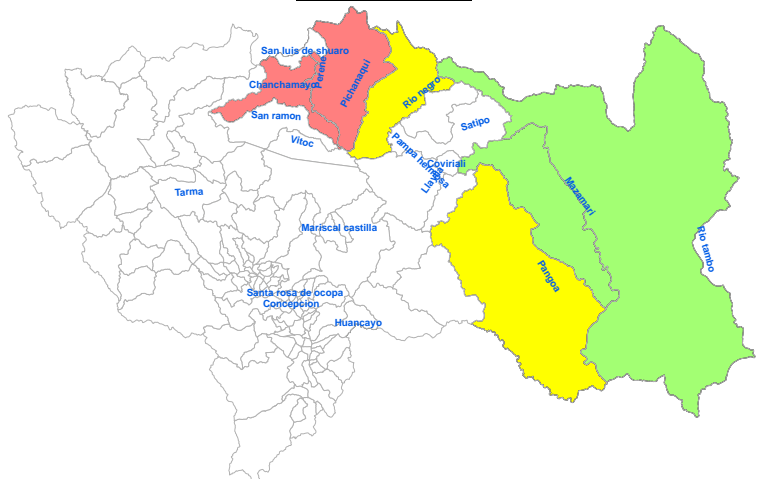 San luis de shuaro
Perene
Chanchamayo
Pichanaqui
Rio negro
San ramon
Satipo
Vitoc
Pampa hermosa
Coviriali
Llaylla
Tarma
Mazamari
Mariscal castilla
Rio tambo
Pangoa
Santa rosa de ocopa
Concepcion
Huancayo